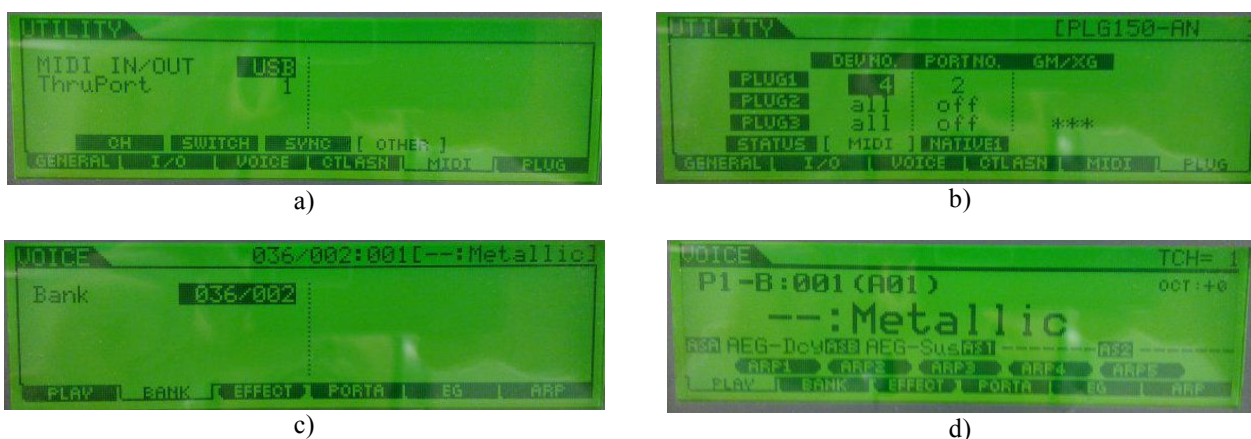 UTILITY
MIDI IN/OUT USB
ThruPort 1
CH SWITCH SYNC [ OTHER ]
GENERAL I/O VOICE CTLASN MIDI PLUG
a)
UTILITY [PLG150-AN
DEVNO. PORTNO. GM/XG
PLUG1 4 2
PLUG2 all off
PLUG3 all off ***
STATUS [ MIDI ] NATIVE1
GENERAL I/O VOICE CTLASN MIDI PLUG
b)
VOICE 036/002:001[--:Metallic]
Bank 036/002
PLAY BANK EFFECT PORTA EG ARP
c)
VOICE TCH= 1
P1-B:001(A01) OCT:+0
--:Metallic
ASA AEG-Dcy ASB AEG-Sus AS1 ------- AS2 -------
ARP1 ARP2 ARP3 ARP4 ARP5
PLAY BANK EFFECT PORTA EG ARP
d)